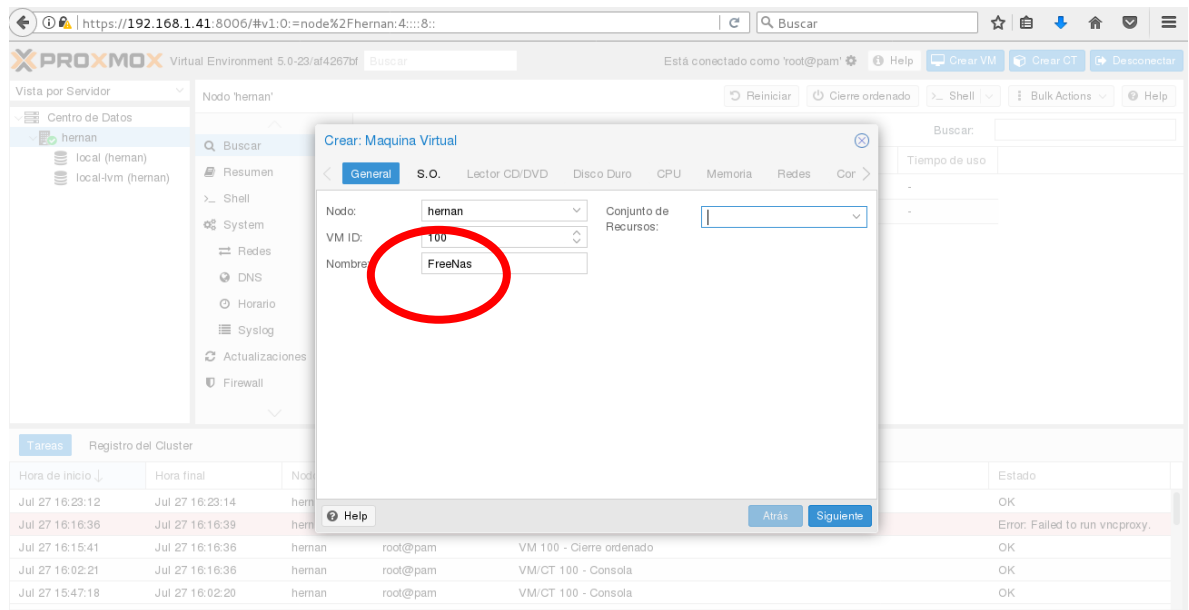 https://192.168.1.41:8006/#v1:0:=node%2Fhernan:4::::8::
Buscar
PROXMOX Virtual Environment 5.0-23/af4267bf Buscar Está conectado como 'root@pam' Help Crear VM Crear CT Desconectar
Vista por Servidor
Nodo 'hernan' Reiniciar Cierre ordenado Shell Bulk Actions Help
Centro de Datos
hernan
local (hernan)
local-lvm (hernan)
Buscar
Resumen
>_ Shell
System
Redes
DNS
Horario
Syslog
Actualizaciones
Firewall
Buscar:
Tiempo de uso
-
-
Crear: Maquina Virtual
General S.O. Lector CD/DVD Disco Duro CPU Memoria Redes Cor
Nodo: hernan Conjunto de Recursos:
VM ID: 100
Nombre: FreeNas
Help Atrás Siguiente
Tareas Registro del Cluster
Hora de inicio ↓ Hora final Nodo Estado
Jul 27 16:23:12 Jul 27 16:23:14 hern OK
Jul 27 16:16:36 Jul 27 16:16:39 hern Error: Failed to run vncproxy.
Jul 27 16:15:41 Jul 27 16:16:36 hernan root@pam VM 100 - Cierre ordenado OK
Jul 27 16:02:21 Jul 27 16:16:36 hernan root@pam VM/CT 100 - Consola OK
Jul 27 15:47:18 Jul 27 16:02:20 hernan root@pam VM/CT 100 - Consola OK